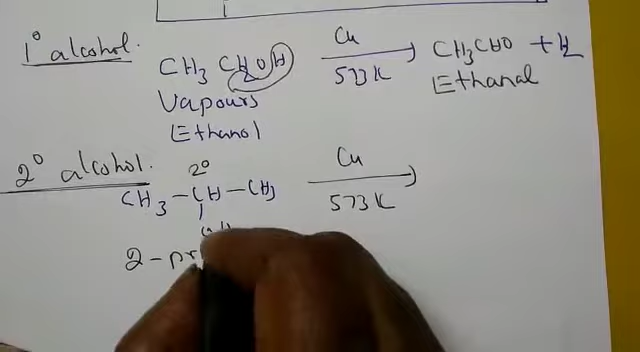 1° alcohol.
CH3 CH2OH Cu 573K → CH3CHO + H2
Vapours Ethanal
Ethanol
2° alcohol.
2°
CH3 – CH – CH3 Cu 573K →
2-pr